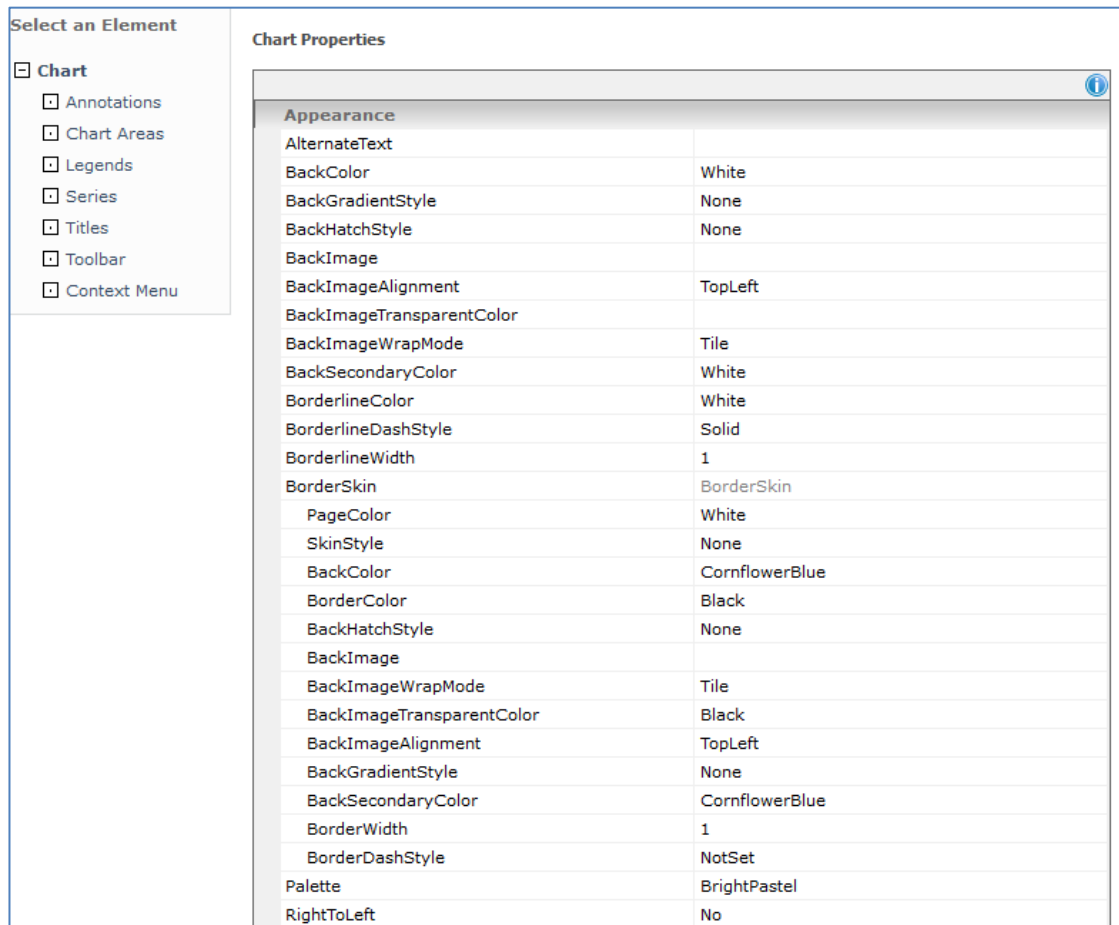 Select an Element
Chart
Annotations
Chart Areas
Legends
Series
Titles
Toolbar
Context Menu
Chart Properties
Appearance
AlternateText
BackColor White
BackGradientStyle None
BackHatchStyle None
BackImage
BackImageAlignment TopLeft
BackImageTransparentColor
BackImageWrapMode Tile
BackSecondaryColor White
BorderlineColor White
BorderlineDashStyle Solid
BorderlineWidth 1
BorderSkin BorderSkin
PageColor White
SkinStyle None
BackColor CornflowerBlue
BorderColor Black
BackHatchStyle None
BackImage
BackImageWrapMode Tile
BackImageTransparentColor Black
BackImageAlignment TopLeft
BackGradientStyle None
BackSecondaryColor CornflowerBlue
BorderWidth 1
BorderDashStyle NotSet
Palette BrightPastel
RightToLeft No